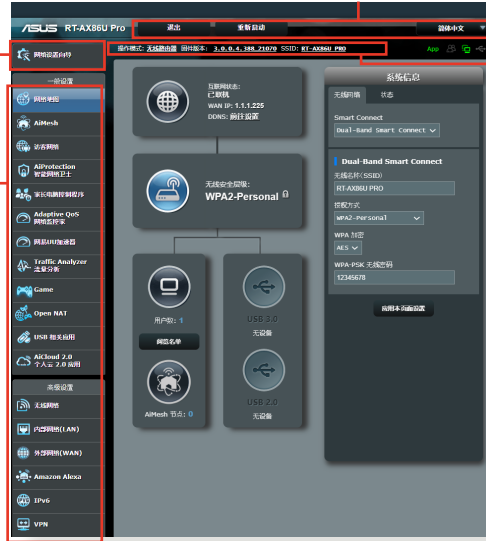 ASUS RT-AX86U Pro 退出 重新启动 简体中文
操作模式: 无线路由器 固件版本: 3.0.0.4.388_21070 SSID: RT-AX86U PRO App
网络设置向导
一般设置
网络地图
AiMesh
访客网络
AiProtection
智能网络卫士
家长电脑控制程序
Adaptive QoS
网络监控家
网易UU加速器
Traffic Analyzer
流量分析
Game
Open NAT
USB 相关应用
AiCloud 2.0
个人云 2.0 应用
高级设置
无线网络
内部网络(LAN)
外部网络(WAN)
Amazon Alexa
IPv6
VPN
互联网状态:
已联机
WAN IP: 1.1.1.225
DDNS: 前往设置
无线安全层级:
WPA2-Personal
用户数: 1
浏览名单
AiMesh 节点: 0
USB 3.0
无设备
USB 2.0
无设备
系统信息
无线网络 状态
Smart Connect
Dual-Band Smart Connect
Dual-Band Smart Connect
无线名称(SSID)
RT-AX86U PRO
授权方式
WPA2-Personal
WPA 加密
AES
WPA-PSK 无线密码
12345678
应用本页面设置